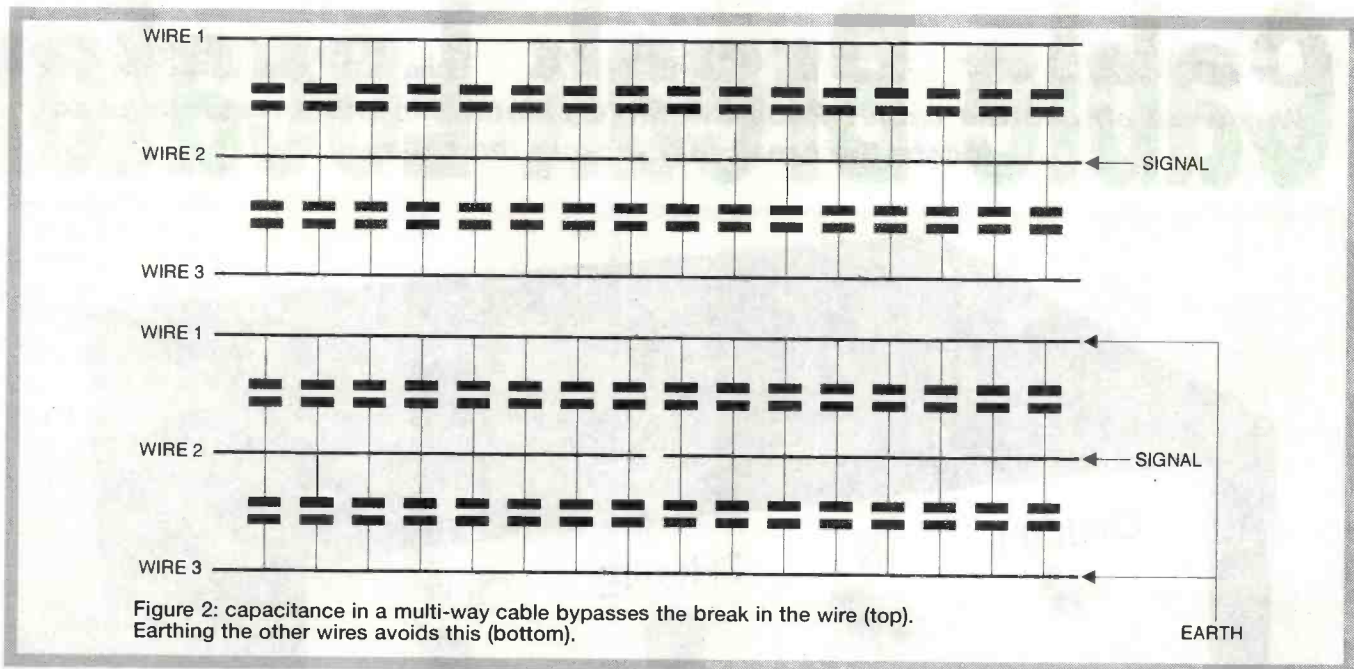 WIRE 1
WIRE 2
SIGNAL
WIRE 3
WIRE 1
WIRE 2
SIGNAL
WIRE 3
Figure 2: capacitance in a multi-way cable bypasses the break in the wire (top).
Earthing the other wires avoids this (bottom).
EARTH